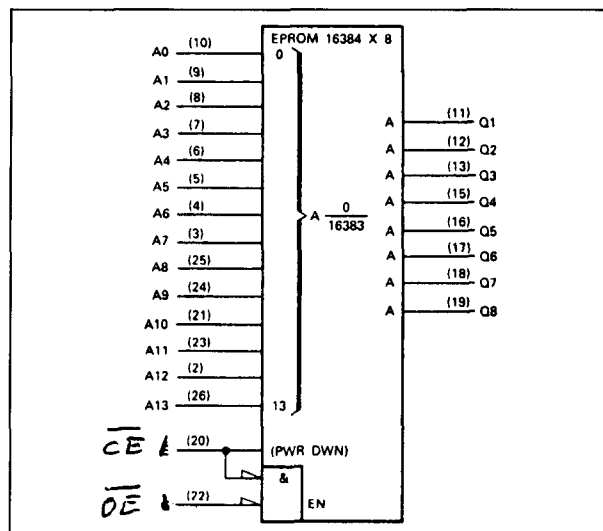 EPROM 16384 X 8
A0 (10) 0
A1 (9)
A2 (8)
A3 (7)
A4 (6)
A5 (5)
A6 (4)
A7 (3)
A8 (25)
A9 (24)
A10 (21)
A11 (23)
A12 (2)
A13 (26) 13
A 0
16383
A (11) Q1
A (12) Q2
A (13) Q3
A (15) Q4
A (16) Q5
A (17) Q6
A (18) Q7
A (19) Q8
CE (20) (PWR DWN)
&
OE (72) EN